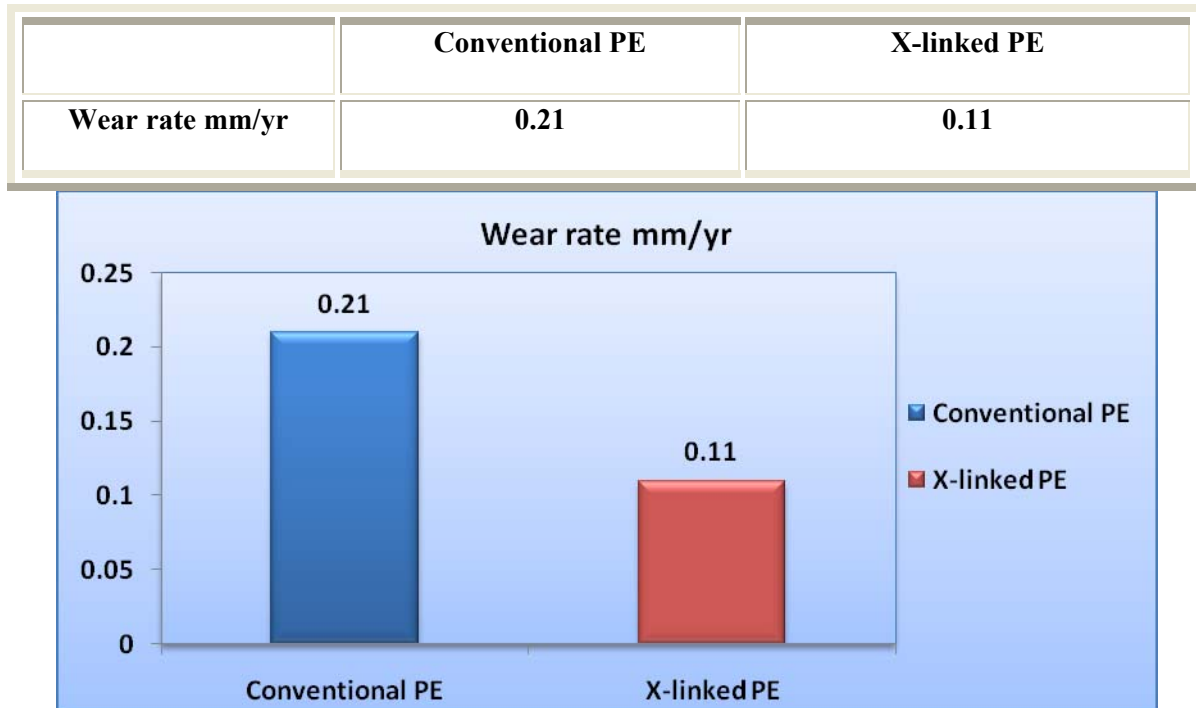 Conventional PE X-linked PE
Wear rate mm/yr 0.21 0.11
Wear rate mm/yr
0.25
0.2
0.15
0.1
0.05
0
0.21
0.11
Conventional PE
X-linked PE
Conventional PE
X-linked PE